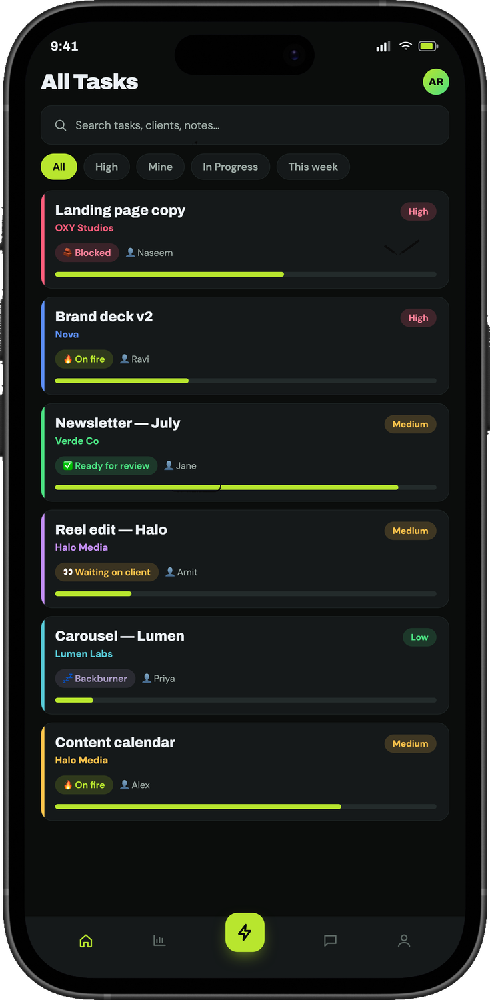 9:41
All Tasks
AR
Search tasks, clients, notes...
All High Mine In Progress This week
Landing page copy High
OXY Studios
Blocked 👤 Naseem
Brand deck v2 High
Nova
🔥 On fire 👤 Ravi
Newsletter — July Medium
Verde Co
✅ Ready for review 👤 Jane
Reel edit — Halo Medium
Halo Media
👀 Waiting on client 👤 Amit
Carousel — Lumen Low
Lumen Labs
💤 Backburner 👤 Priya
Content calendar Medium
Halo Media
🔥 On fire 👤 Alex